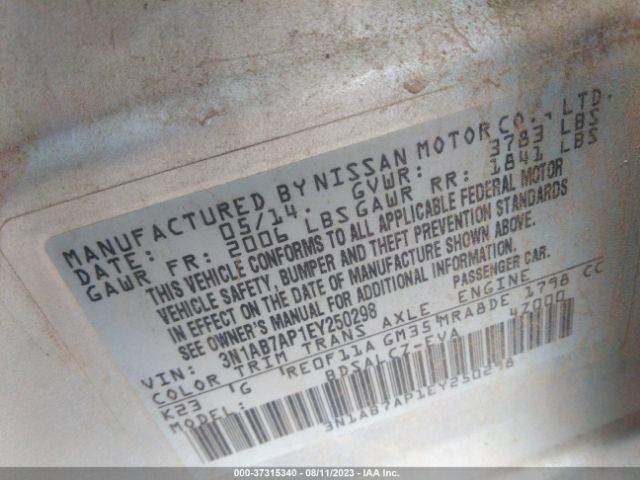 MANUFACTURED BY NISSAN MOTOR CO., LTD.
DATE: 05/14. GVWR: 3783 LBS
GAWR FR: 2006 LBS GAWR RR: 1841 LBS
THIS VEHICLE CONFORMS TO ALL APPLICABLE FEDERAL MOTOR
VEHICLE SAFETY, BUMPER AND THEFT PREVENTION STANDARDS
IN EFFECT ON THE DATE OF MANUFACTURE SHOWN ABOVE.
SEE OWNER'S MANUAL FOR ADDITIONAL INFORMATION.
VIN: 3N1AB7AP1EY250298 PASSENGER CAR.
COLOR TRIM TRANS AXLE ENGINE
K23 'G 'RE0F11A GM35 'MRA8DE 1798 CC
MODEL: BDSALCZ-EVA 4Z000
3N1AB7AP1EY250298
000-37315340 - 08/11/2023 - IAA Inc.